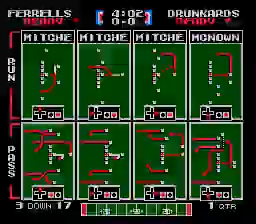 FERRELLS 4:02 DRUNKARDS
READY 0-0 READY
MITCHE MITCHE MITCHE MCNOWN
RUN
PASS
3 DOWN 17 1 QTR